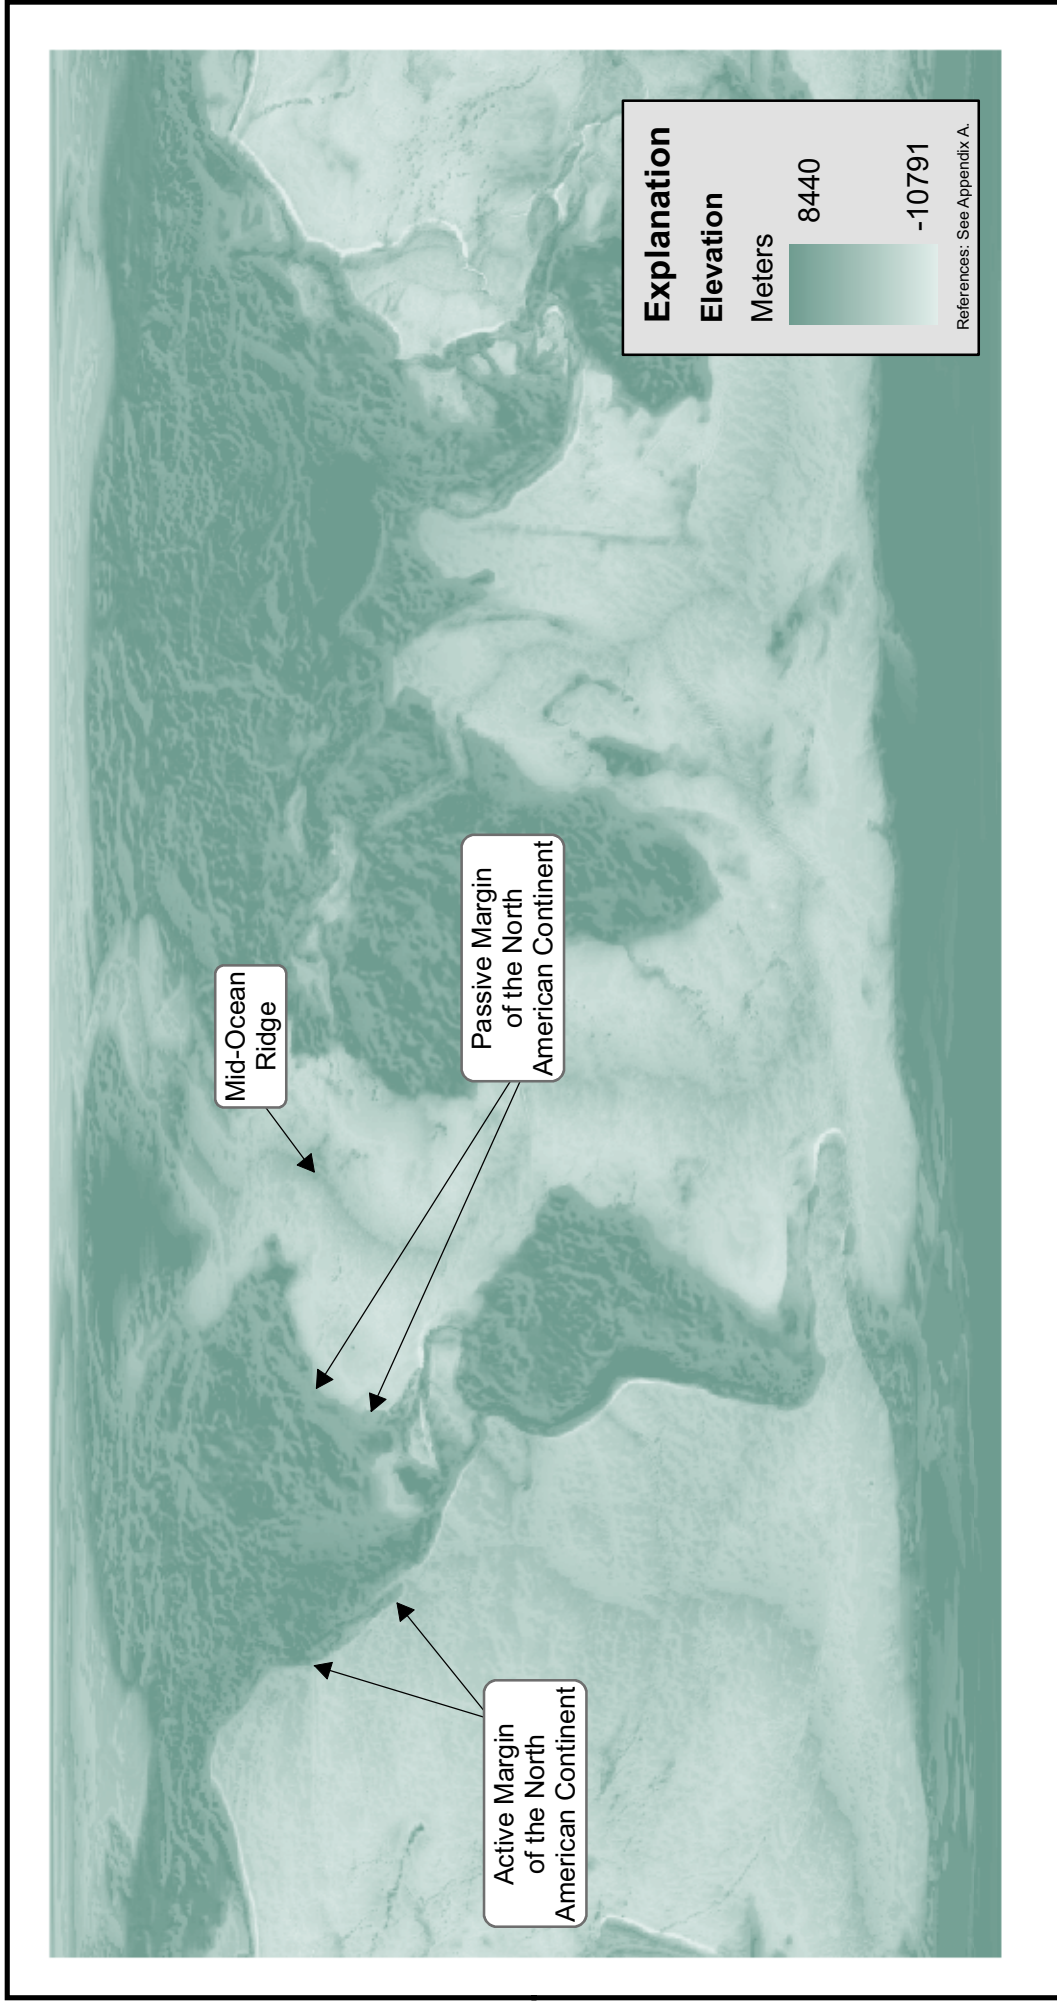 Mid-Ocean
Ridge
Passive Margin
of the North
American Continent
Active Margin
of the North
American Continent
Explanation
Elevation
Meters
8440
-10791
References: See Appendix A.